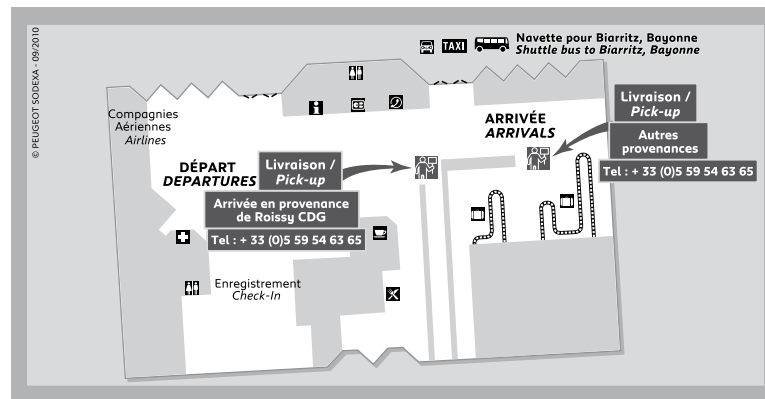 © PEUGEOT SODEXA - 09/2010
TAXI
Navette pour Biarritz, Bayonne
Shuttle bus to Biarritz, Bayonne
Compagnies
Aériennes
Airlines
DÉPART
DEPARTURES
Livraison /
Pick-up
Arrivée en provenance
de Roissy CDG
Tel : + 33 (0)5 59 54 63 65
ARRIVÉE
ARRIVALS
Livraison /
Pick-up
Autres
provenances
Tel : + 33 (0)5 59 54 63 65
Enregistrement
Check-In